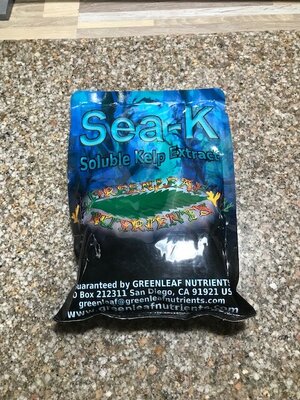 Sea-K
Soluble Kelp Extract
GREENLEAF
NUTRIENTS
Guaranteed by GREENLEAF NUTRIENTS
PO Box 212311 San Diego, CA 91921 US
greenleaf@greenleafnutrients.com
www.greenleafnutrients.com